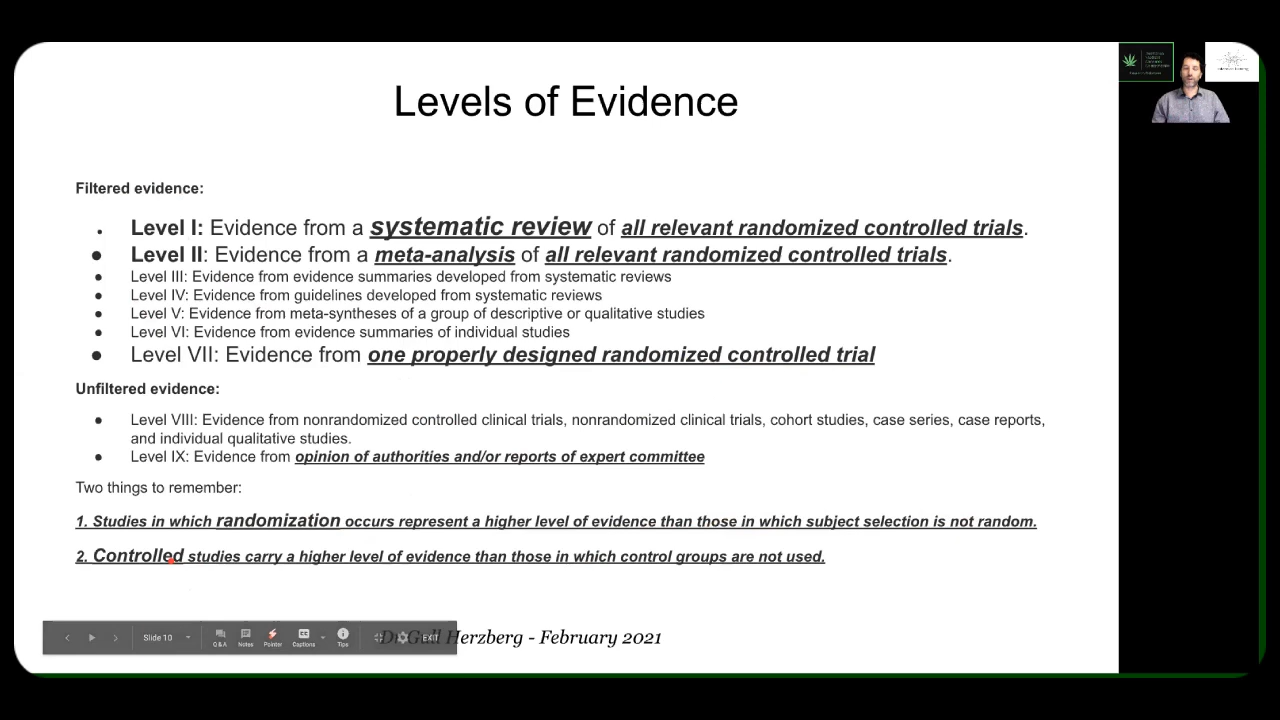 Levels of Evidence
Filtered evidence:
Level I: Evidence from a systematic review of all relevant randomized controlled trials.
Level II: Evidence from a meta-analysis of all relevant randomized controlled trials.
Level III: Evidence from evidence summaries developed from systematic reviews
Level IV: Evidence from guidelines developed from systematic reviews
Level V: Evidence from meta-syntheses of a group of descriptive or qualitative studies
Level VI: Evidence from evidence summaries of individual studies
Level VII: Evidence from one properly designed randomized controlled trial
Unfiltered evidence:
Level VIII: Evidence from nonrandomized controlled clinical trials, nonrandomized clinical trials, cohort studies, case series, case reports,
and individual qualitative studies.
Level IX: Evidence from opinion of authorities and/or reports of expert committee
Two things to remember:
1. Studies in which randomization occurs represent a higher level of evidence than those in which subject selection is not random.
2. Controlled studies carry a higher level of evidence than those in which control groups are not used.
Slide 10 Q&A Notes Pointer Captions Tips EXIT
Herzberg - February 2021